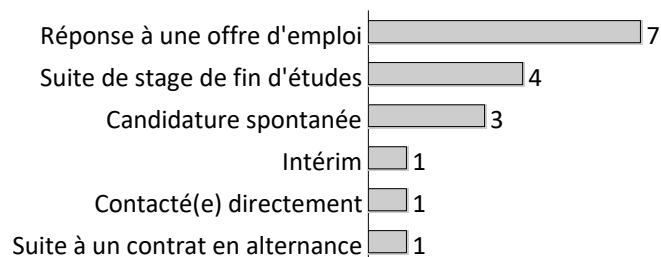 Réponse à une offre d'emploi 7
Suite de stage de fin d'études 4
Candidature spontanée 3
Intérim 1
Contacté(e) directement 1
Suite à un contrat en alternance 1